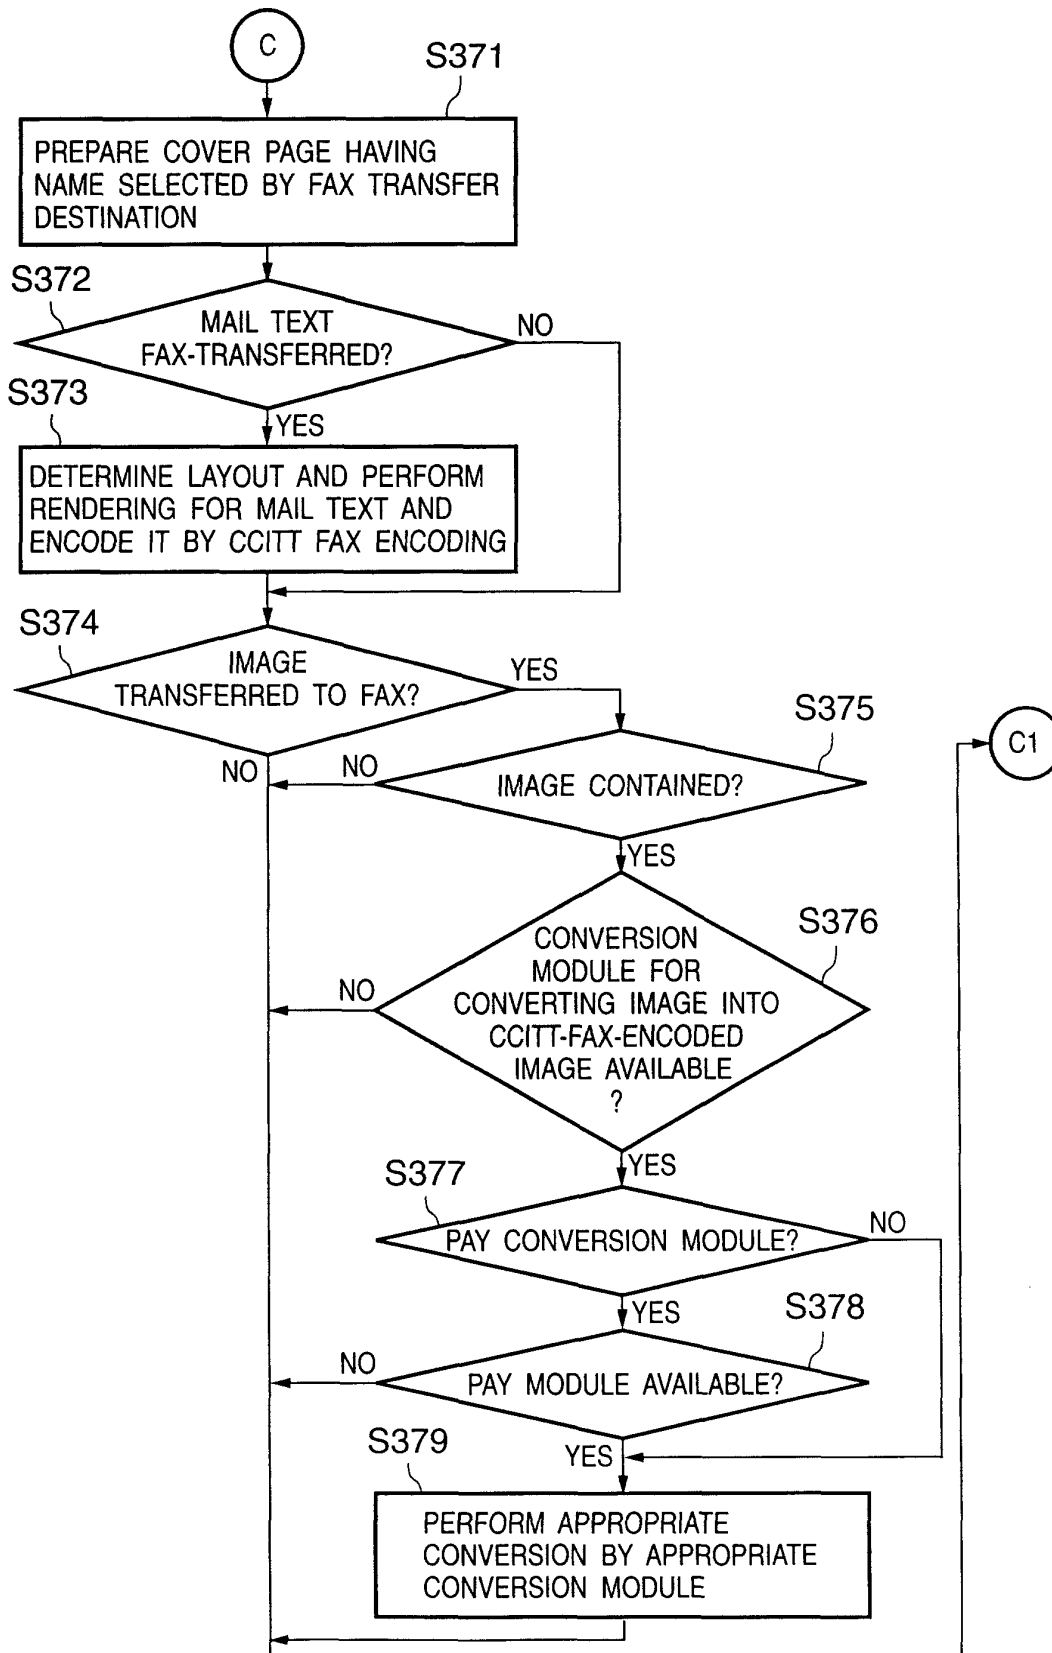 C
S371
PREPARE COVER PAGE HAVING
NAME SELECTED BY FAX TRANSFER
DESTINATION
S372
MAIL TEXT
FAX-TRANSFERRED?
NO
YES
S373
DETERMINE LAYOUT AND PERFORM
RENDERING FOR MAIL TEXT AND
ENCODE IT BY CCITT FAX ENCODING
S374
IMAGE
TRANSFERRED TO FAX?
YES
NO
S375
IMAGE CONTAINED?
NO
YES
C1
S376
CONVERSION
MODULE FOR
CONVERTING IMAGE INTO
CCITT-FAX-ENCODED
IMAGE AVAILABLE
?
NO
YES
S377
PAY CONVERSION MODULE?
NO
YES
S378
PAY MODULE AVAILABLE?
NO
YES
S379
PERFORM APPROPRIATE
CONVERSION BY APPROPRIATE
CONVERSION MODULE